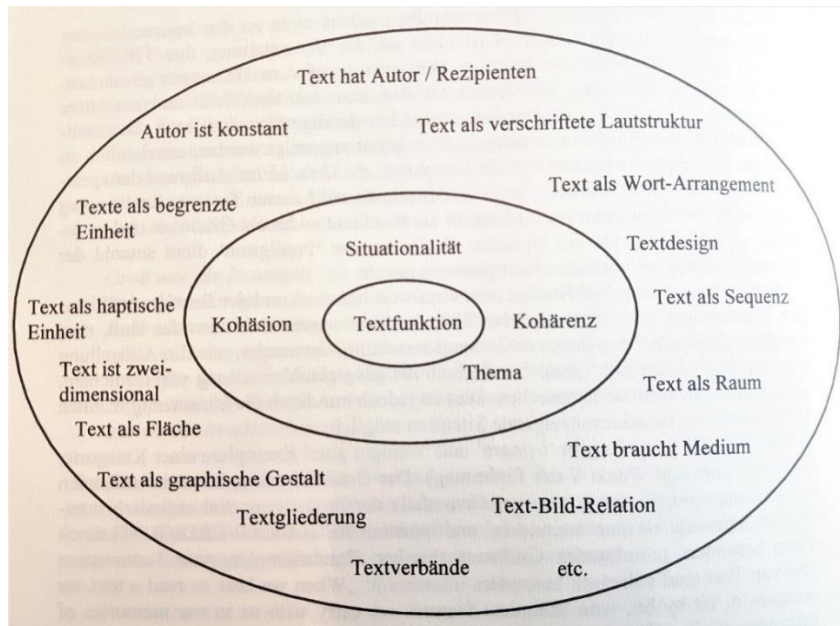 Text hat Autor / Rezipienten
Autor ist konstant
Text als verschriftete Lautstruktur
Text als Wort-Arrangement
Texte als begrenzte
Einheit
Situationalität
Textdesign
Text als haptische
Einheit
Kohäsion
Textfunktion
Kohärenz
Text als Sequenz
Text ist zwei-
dimensional
Thema
Text als Raum
Text als Fläche
Text braucht Medium
Text als graphische Gestalt
Textgliederung
Text-Bild-Relation
Textverbände
etc.